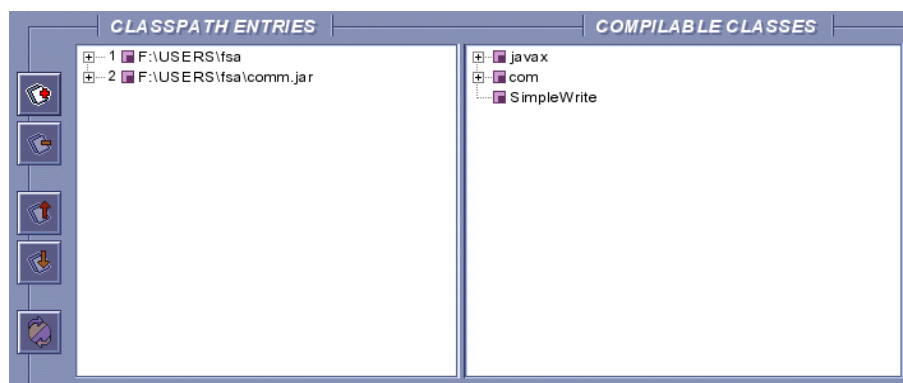 CLASSPATH ENTRIES
COMPILABLE CLASSES
1 F:\USERS\fsa
2 F:\USERS\fsa\comm.jar
javax
com
SimpleWrite